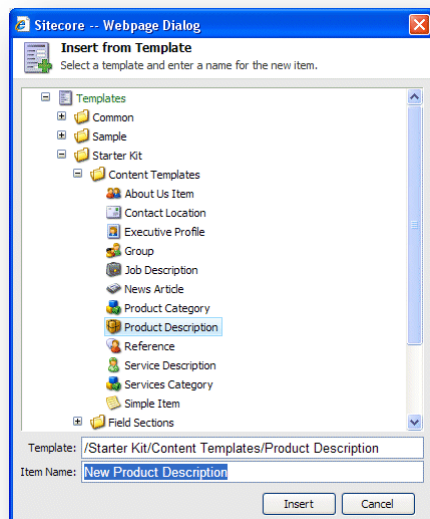 Sitecore -- Webpage Dialog
Insert from Template
Select a template and enter a name for the new item.
Templates
Common
Sample
Starter Kit
Content Templates
About Us Item
Contact Location
Executive Profile
Group
Job Description
News Article
Product Category
Product Description
Reference
Service Description
Services Category
Simple Item
Field Sections
Template: /Starter Kit/Content Templates/Product Description
Item Name: New Product Description
Insert Cancel